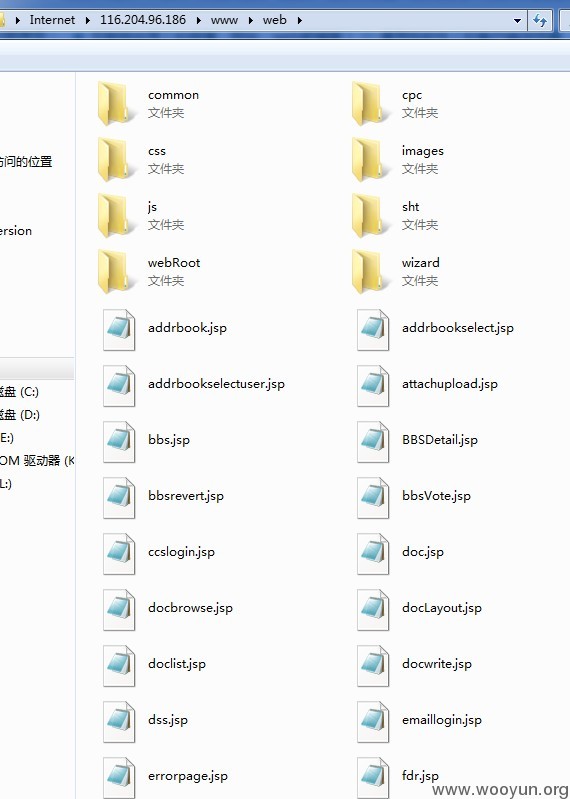 Internet 116.204.96.186 www web
common
文件夹
cpc
文件夹
css
文件夹
images
文件夹
js
文件夹
sht
文件夹
webRoot
文件夹
wizard
文件夹
addrbook.jsp
addrbookselect.jsp
addrbookselectuser.jsp
attachupload.jsp
bbs.jsp
BBSDetail.jsp
bbsrevert.jsp
bbsVote.jsp
ccslogin.jsp
doc.jsp
docbrowse.jsp
docLayout.jsp
doclist.jsp
docwrite.jsp
dss.jsp
emaillogin.jsp
errorpage.jsp
fdr.jsp
问的位置
ersion
磁盘 (C:)
磁盘 (D:)
E:)
OM 驱动器 (K
L:)
www.wooyun.org